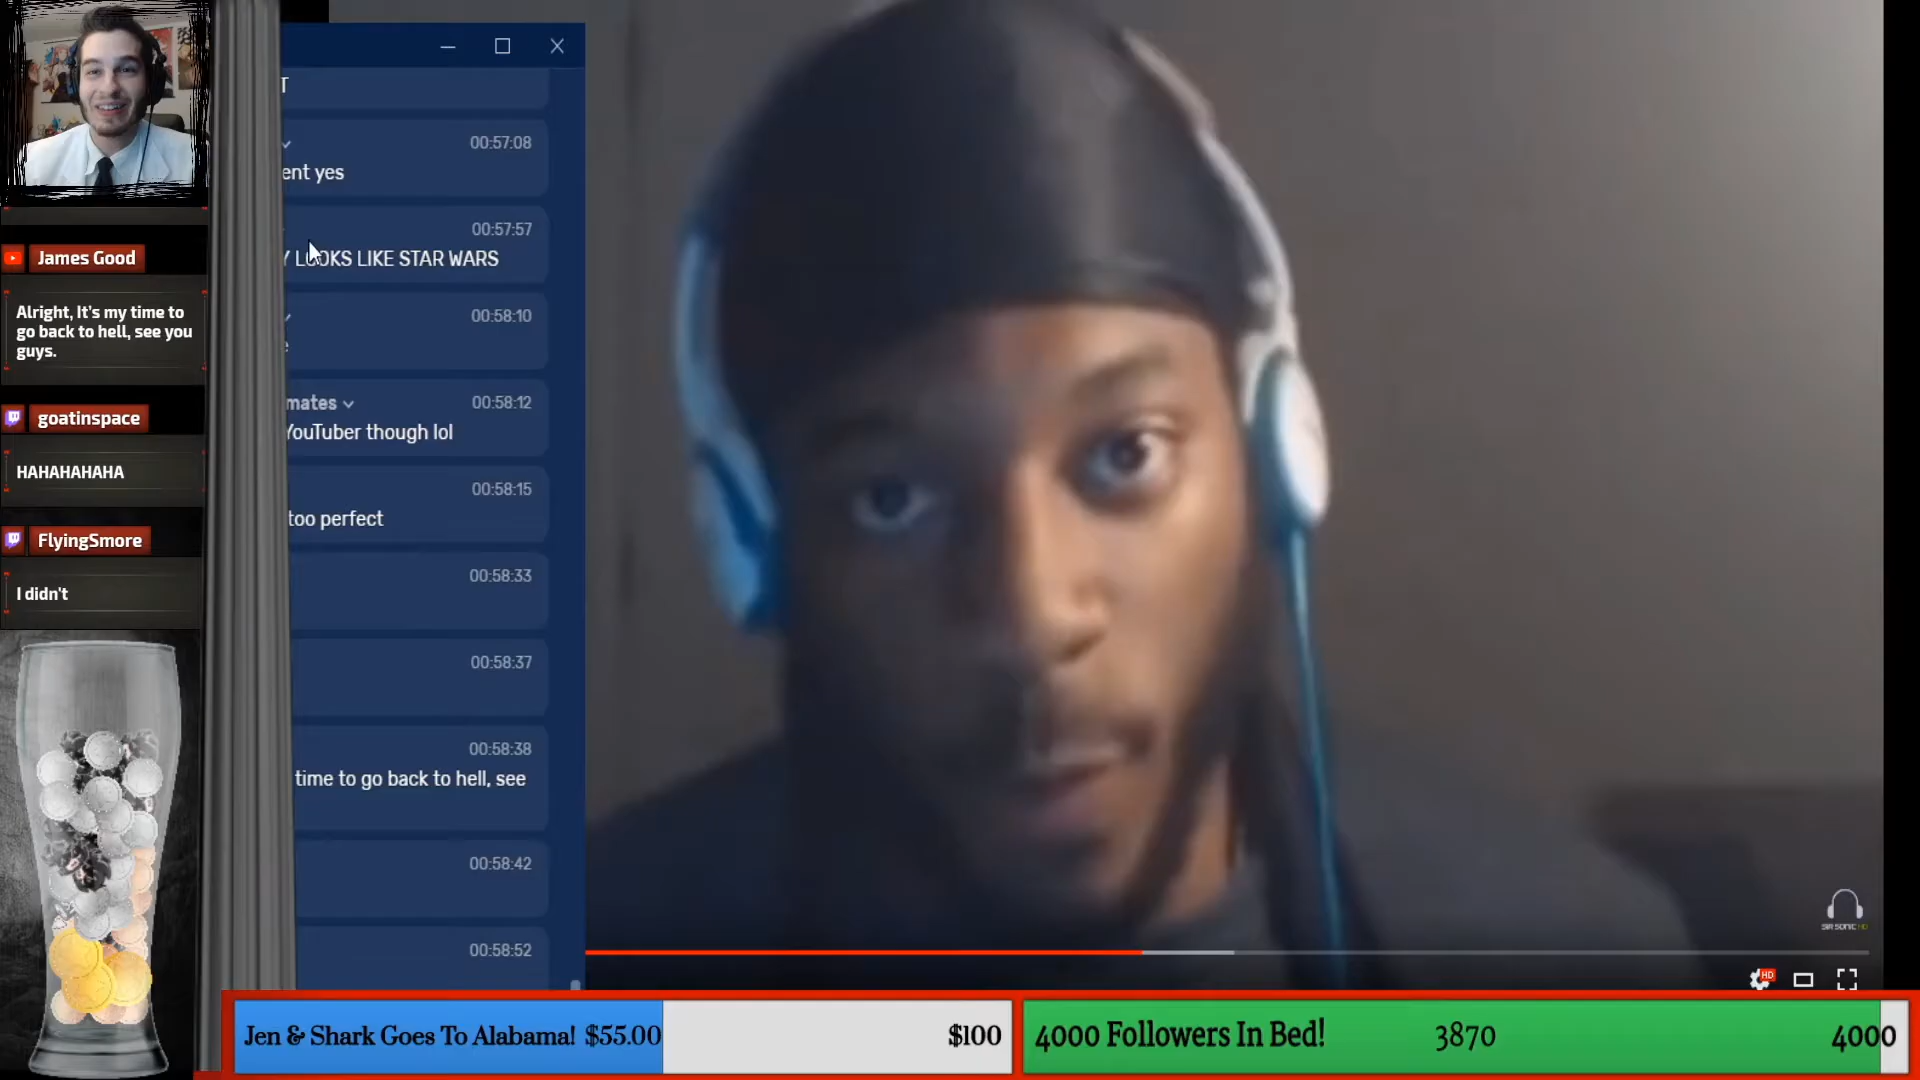 James Good
Alright, It's my time to
go back to hell, see you
guys.
goatinspace
HAHAHAHAHA
FlyingSmore
I didn't
T
00:57:08
ent yes
00:57:57
Y LOOKS LIKE STAR WARS
00:58:10
e
mates 00:58:12
YouTuber though lol
00:58:15
too perfect
00:58:33
00:58:37
00:58:38
time to go back to hell, see
00:58:42
00:58:52
SIR SONIC HD
HD
Jen & Shark Goes To Alabama! $55.00 $100
4000 Followers In Bed! 3870 4000